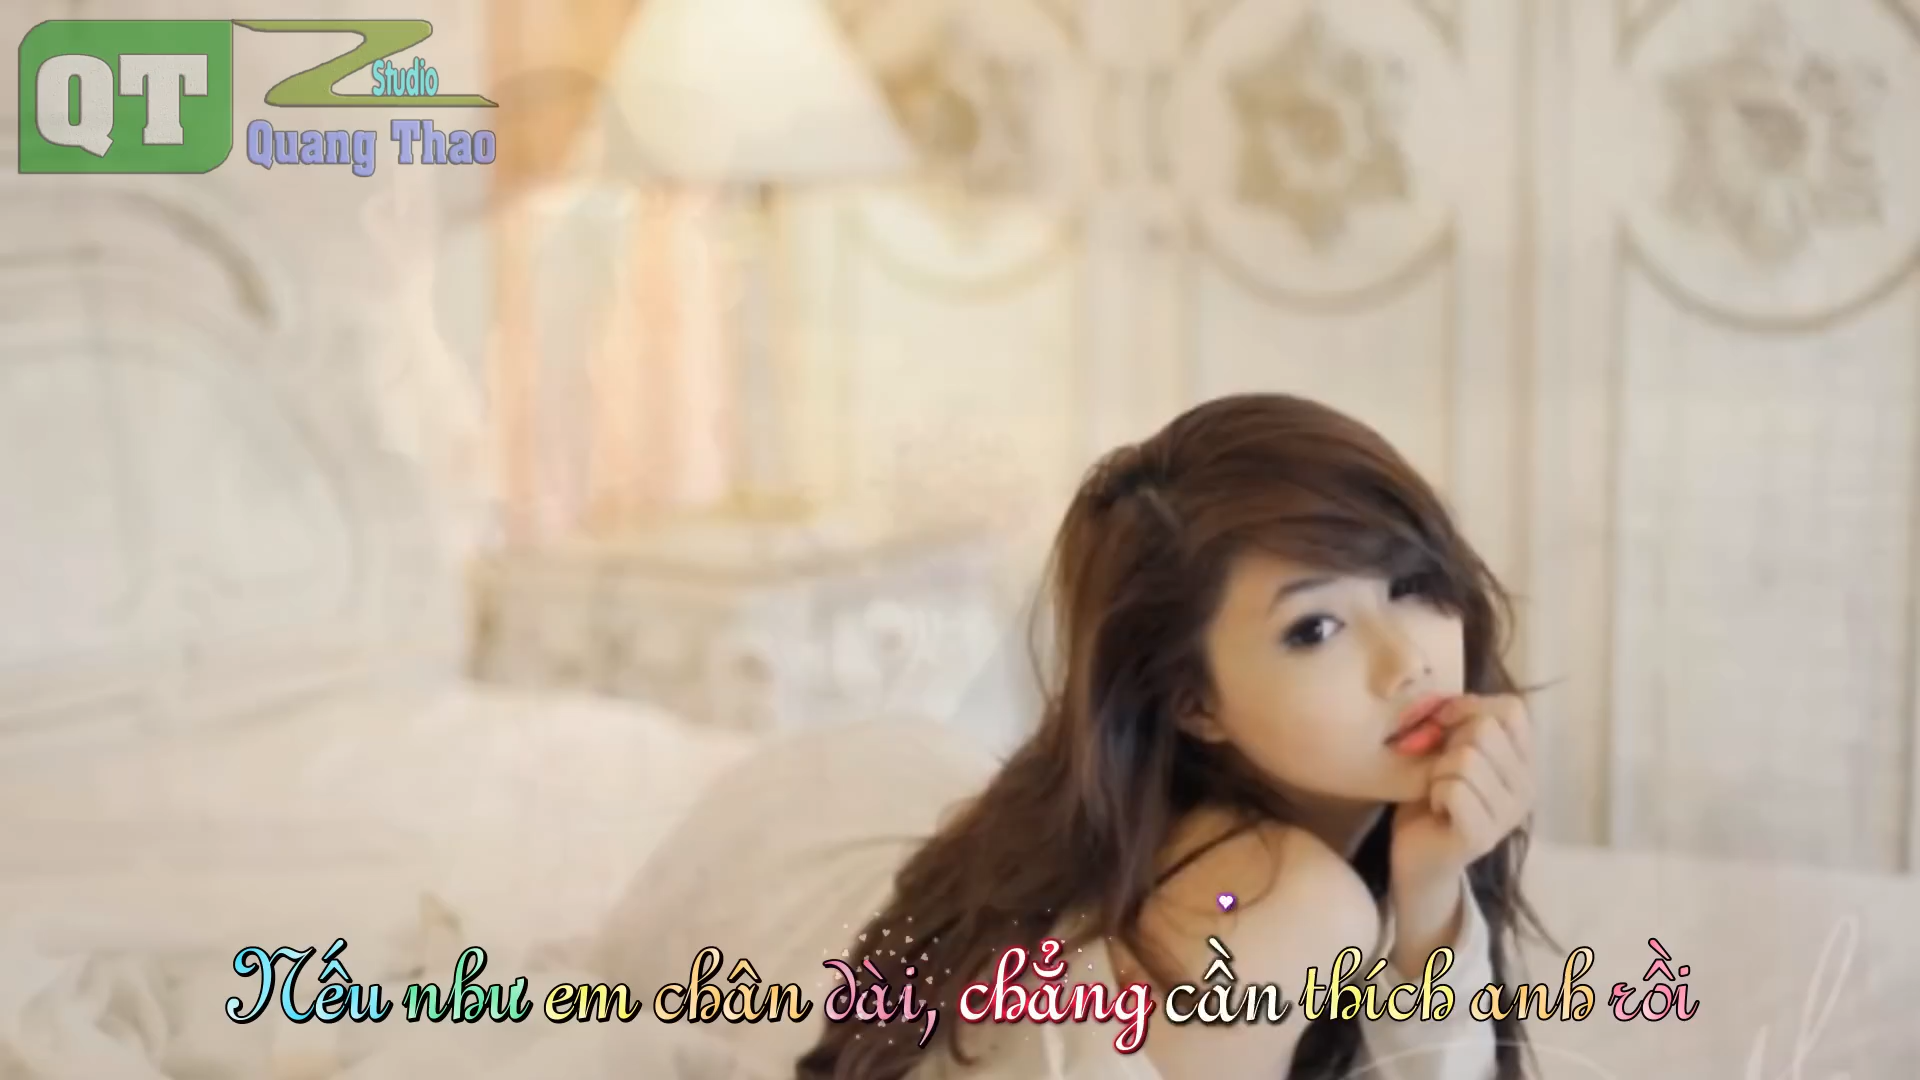 QT
Studio
Quang Thao
Nếu như em chân dài, chẳng cần thích anh rồi